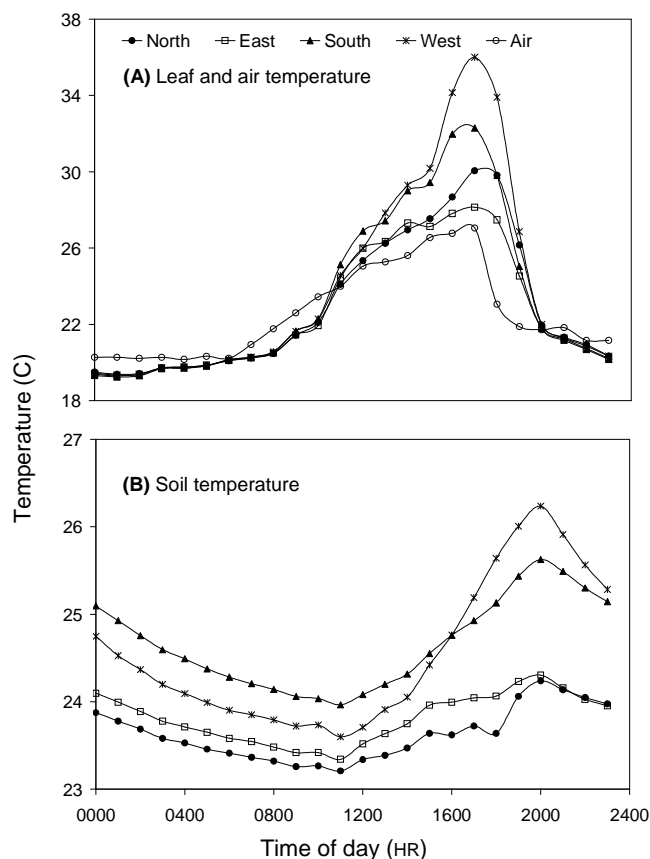 42
North East South West Air
(A) Leaf and air temperature
38
34
30
26
22
18
Temperature (C)
27
(B) Soil temperature
26
25
24
23
0000 0400 0800 1200 1600 2000 2400
Time of day (HR)